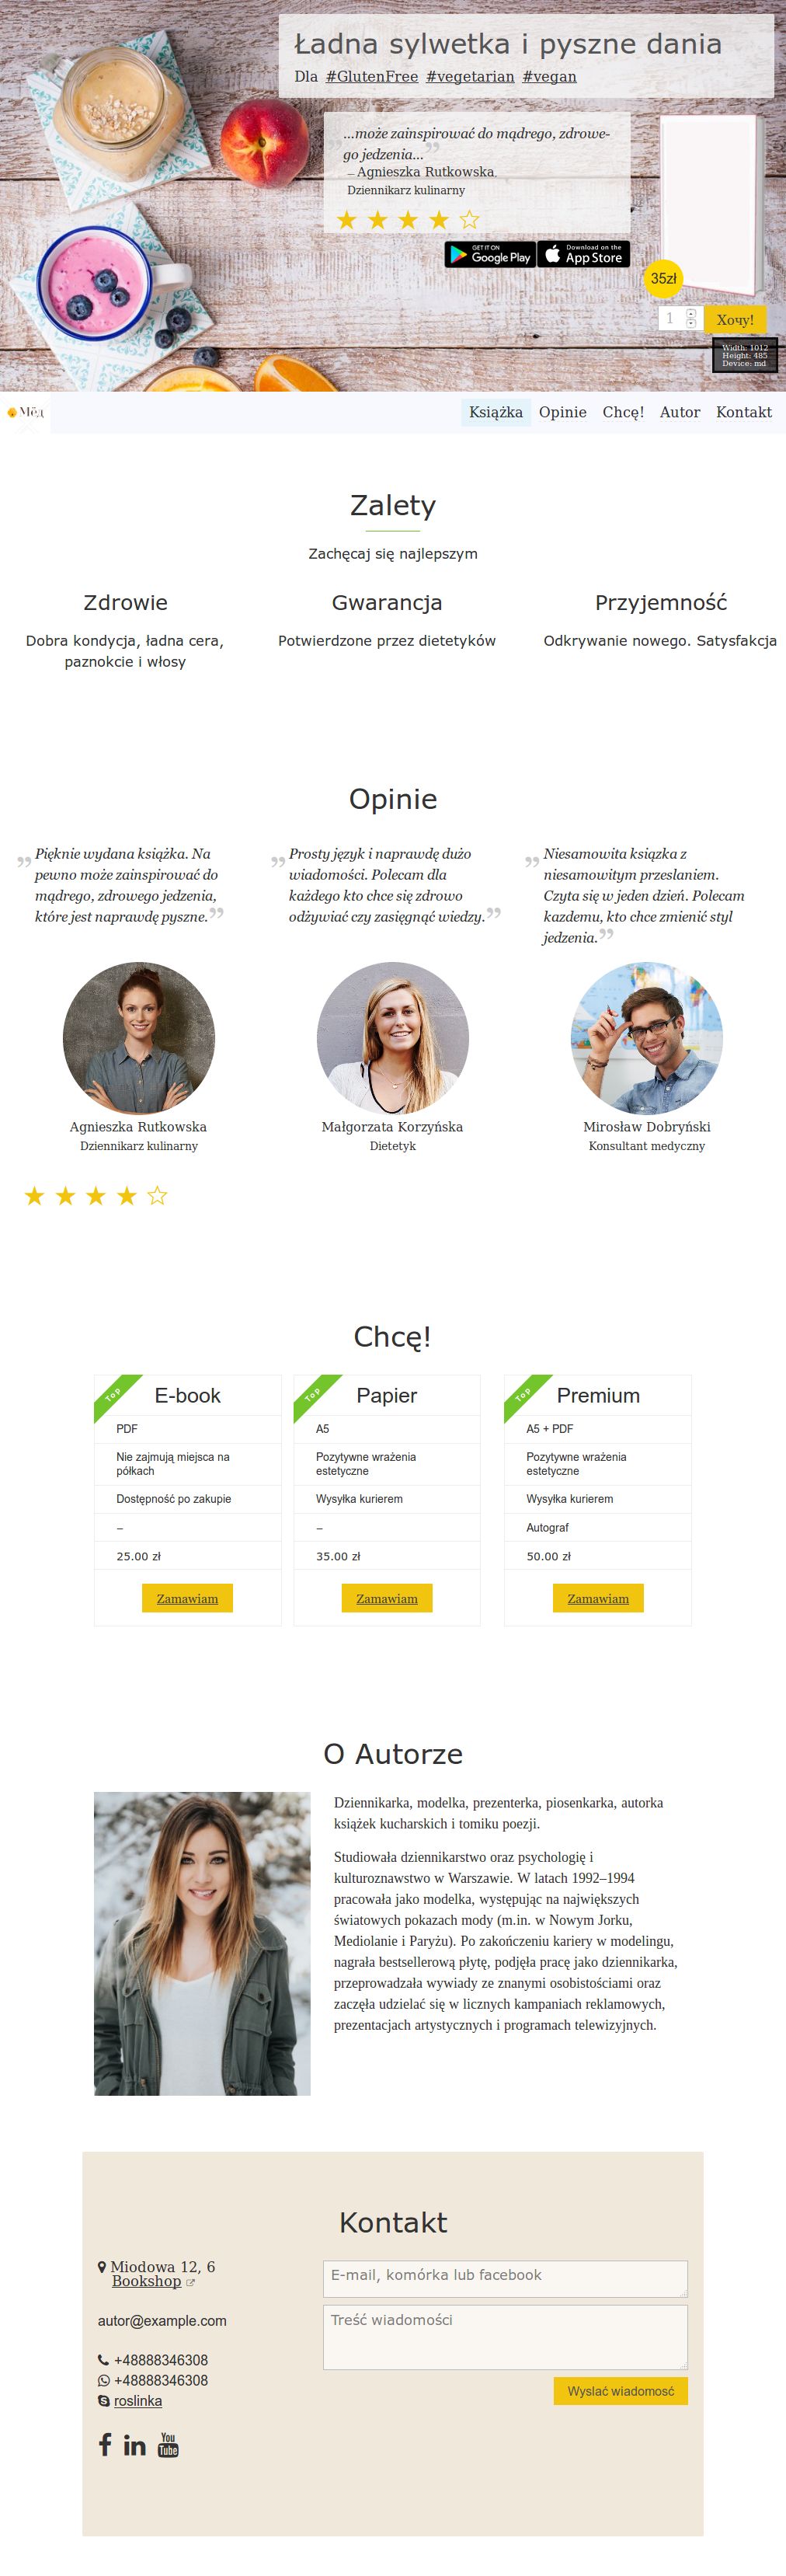 Ładna sylwetka i pyszne dania
Dla #GlutenFree #vegetarian #vegan
...może zainspirować do mądrego, zdrowe-
go jedzenia...”
– Agnieszka Rutkowska
Dziennikarz kulinarny
GET IT ON
Google Play
Download on the
App Store
35zł
1
Хочу!
Width: 1012
Height: 485
Device: md
Książka Opinie Chcę! Autor Kontakt
Zalety
Zachęcaj się najlepszym
Zdrowie
Dobra kondycja, ładna cera,
paznokcie i włosy
Gwarancja
Potwierdzone przez dietetyków
Przyjemność
Odkrywanie nowego. Satysfakcja
Opinie
” Pięknie wydana książka. Na
pewno może zainspirować do
mądrego, zdrowego jedzenia,
które jest naprawdę pyszne.”
Agnieszka Rutkowska
Dziennikarz kulinarny
” Prosty język i naprawdę dużo
wiadomości. Polecam dla
każdego kto chce się zdrowo
odżywiać czy zasięgnąć wiedzy.”
Małgorzata Korzyńska
Dietetyk
” Niesamowita ksiązka z
niesamowitym przeslaniem.
Czyta się w jeden dzień. Polecam
kazdemu, kto chce zmienić styl
jedzenia.”
Mirosław Dobryński
Konsultant medyczny
Chcę!
Top
E-book
PDF
Nie zajmują miejsca na
półkach
Dostępność po zakupie
–
25.00 zł
Zamawiam
Top
Papier
A5
Pozytywne wrażenia
estetyczne
Wysyłka kurierem
–
35.00 zł
Zamawiam
Top
Premium
A5 + PDF
Pozytywne wrażenia
estetyczne
Wysyłka kurierem
Autograf
50.00 zł
Zamawiam
O Autorze
Dziennikarka, modelka, prezenterka, piosenkarka, autorka
książek kucharskich i tomiku poezji.
Studiowała dziennikarstwo oraz psychologię i
kulturoznawstwo w Warszawie. W latach 1992–1994
pracowała jako modelka, występując na największych
światowych pokazach mody (m.in. w Nowym Jorku,
Mediolanie i Paryżu). Po zakończeniu kariery w modelingu,
nagrała bestsellerową płytę, podjęła pracę jako dziennikarka,
przeprowadzała wywiady ze znanymi osobistościami oraz
zaczęła udzielać się w licznych kampaniach reklamowych,
prezentacjach artystycznych i programach telewizyjnych.
Kontakt
Miodowa 12, 6
Bookshop
autor@example.com
+48888346308
+48888346308
roslinka
You
Tube
E-mail, komórka lub facebook
Treść wiadomości
Wyslać wiadomosć